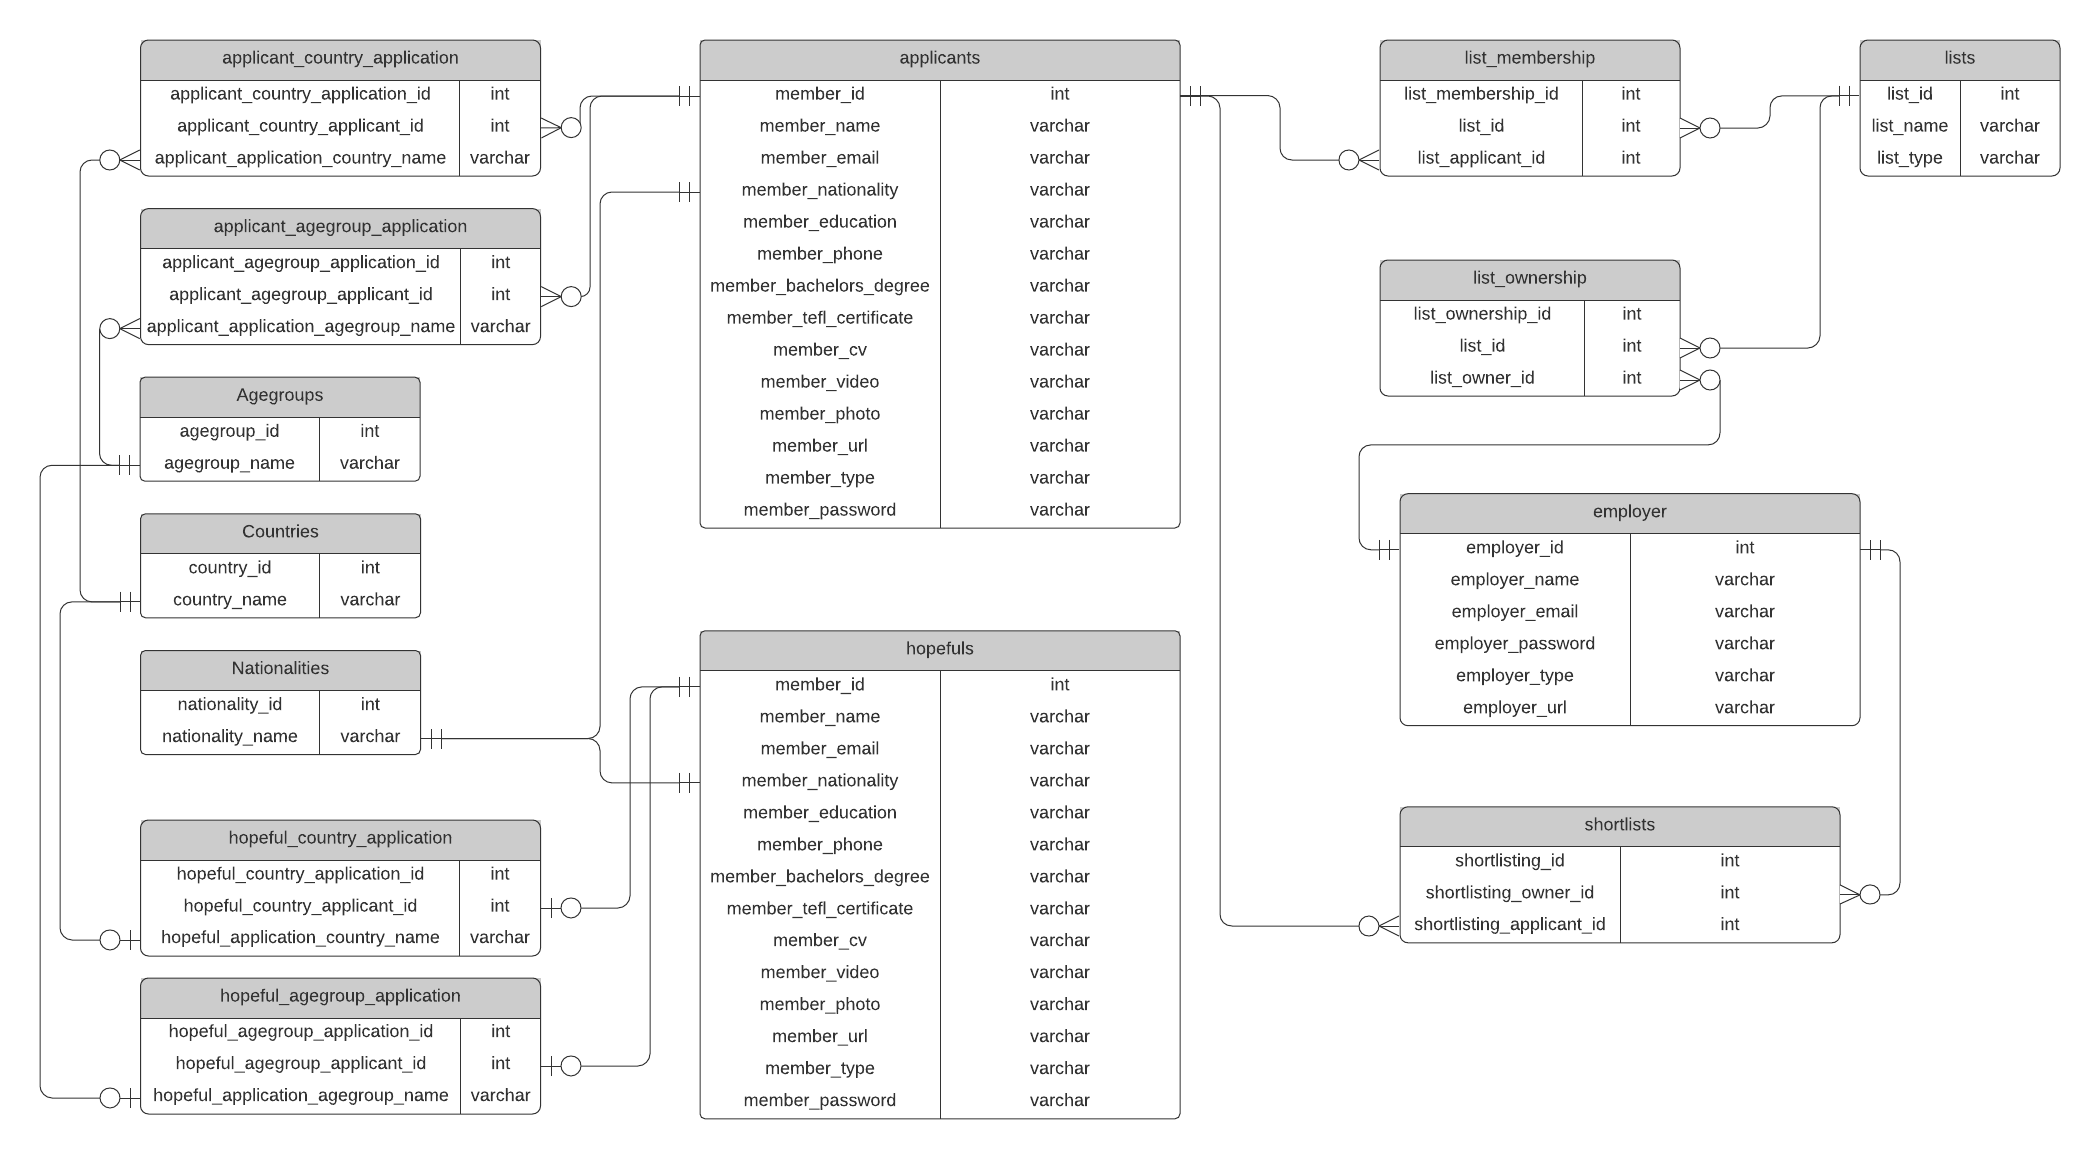 applicant_country_application
applicant_country_application_id int
applicant_country_applicant_id int
applicant_application_country_name varchar
applicant_agegroup_application
applicant_agegroup_application_id int
applicant_agegroup_applicant_id int
applicant_application_agegroup_name varchar
Agegroups
agegroup_id int
agegroup_name varchar
Countries
country_id int
country_name varchar
Nationalities
nationality_id int
nationality_name varchar
hopeful_country_application
hopeful_country_application_id int
hopeful_country_applicant_id int
hopeful_application_country_name varchar
hopeful_agegroup_application
hopeful_agegroup_application_id int
hopeful_agegroup_applicant_id int
hopeful_application_agegroup_name varchar
applicants
member_id int
member_name varchar
member_email varchar
member_nationality varchar
member_education varchar
member_phone varchar
member_bachelors_degree varchar
member_tefl_certificate varchar
member_cv varchar
member_video varchar
member_photo varchar
member_url varchar
member_type varchar
member_password varchar
hopefuls
member_id int
member_name varchar
member_email varchar
member_nationality varchar
member_education varchar
member_phone varchar
member_bachelors_degree varchar
member_tefl_certificate varchar
member_cv varchar
member_video varchar
member_photo varchar
member_url varchar
member_type varchar
member_password varchar
list_membership
list_membership_id int
list_id int
list_applicant_id int
lists
list_id int
list_name varchar
list_type varchar
list_ownership
list_ownership_id int
list_id int
list_owner_id int
employer
employer_id int
employer_name varchar
employer_email varchar
employer_password varchar
employer_type varchar
employer_url varchar
shortlists
shortlisting_id int
shortlisting_owner_id int
shortlisting_applicant_id int